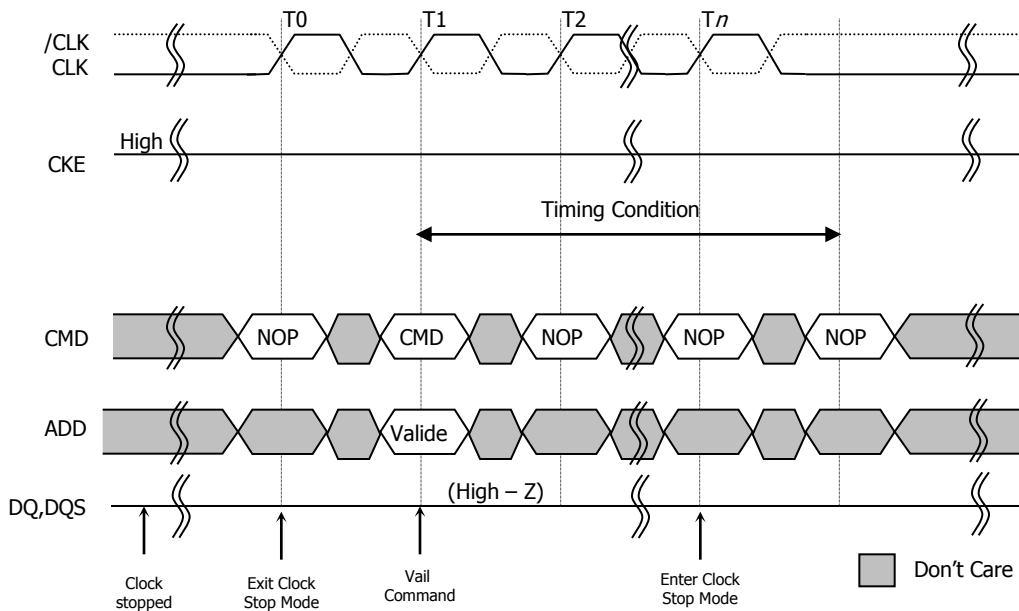 T0 T1 T2 Tn
/CLK
CLK
High
CKE
Timing Condition
CMD NOP CMD NOP NOP NOP
ADD Valide
(High – Z)
DQ,DQS
Clock
stopped
Exit Clock
Stop Mode
Vail
Command
Enter Clock
Stop Mode
Don't Care